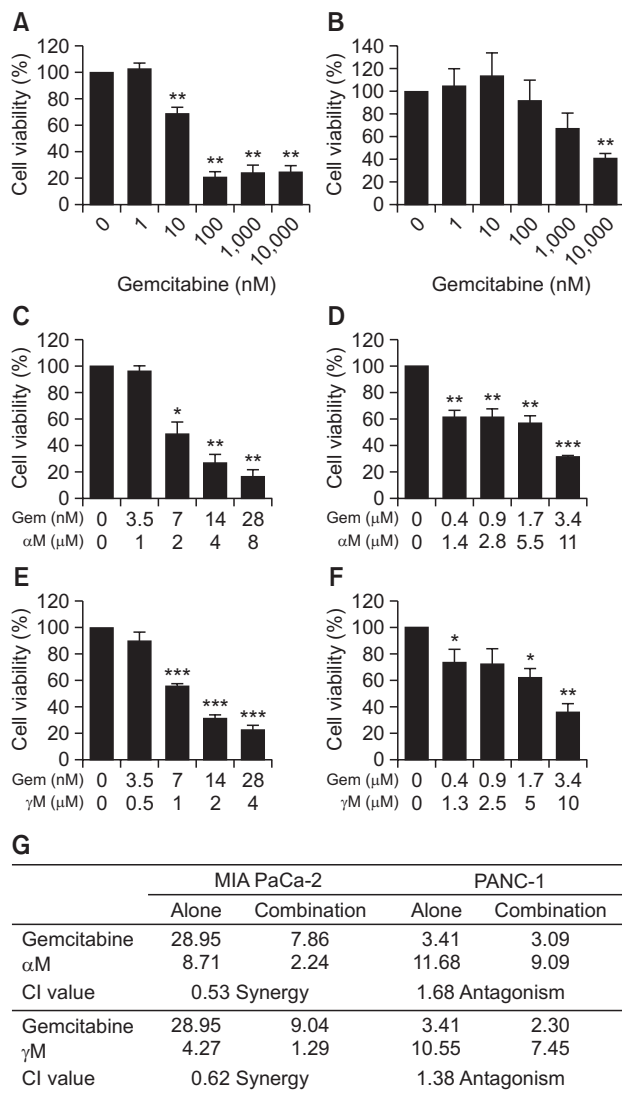 A
Cell viability (%)
120
100
80
60
40
20
0
**
**
**
**
0 1 10 100 1,000 10,000
Gemcitabine (nM)
B
Cell viability (%)
140
120
100
80
60
40
20
0
**
0 1 10 100 1,000 10,000
Gemcitabine (nM)
C
Cell viability (%)
120
100
80
60
40
20
0
*
**
**
Gem (nM) 0 3.5 7 14 28
αM (μM) 0 1 2 4 8
D
Cell viability (%)
120
100
80
60
40
20
0
**
**
**
***
Gem (μM) 0 0.4 0.9 1.7 3.4
αM (μM) 0 1.4 2.8 5.5 11
E
Cell viability (%)
120
100
80
60
40
20
0
***
***
***
Gem (nM) 0 3.5 7 14 28
γM (μM) 0 0.5 1 2 4
F
Cell viability (%)
120
100
80
60
40
20
0
*
*
**
Gem (μM) 0 0.4 0.9 1.7 3.4
γM (μM) 0 1.3 2.5 5 10
G
MIA PaCa-2 PANC-1
Alone Combination Alone Combination
Gemcitabine 28.95 7.86 3.41 3.09
αM 8.71 2.24 11.68 9.09
CI value 0.53 Synergy 1.68 Antagonism
Gemcitabine 28.95 9.04 3.41 2.30
γM 4.27 1.29 10.55 7.45
CI value 0.62 Synergy 1.38 Antagonism